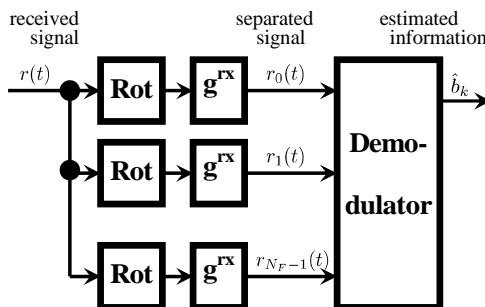 received signal
separated signal
estimated information
r(t)
Rot
g^rx
r_0(t)
b̂_k
Rot
g^rx
r_1(t)
Demo-
dulator
Rot
g^rx
r_{N_F−1}(t)